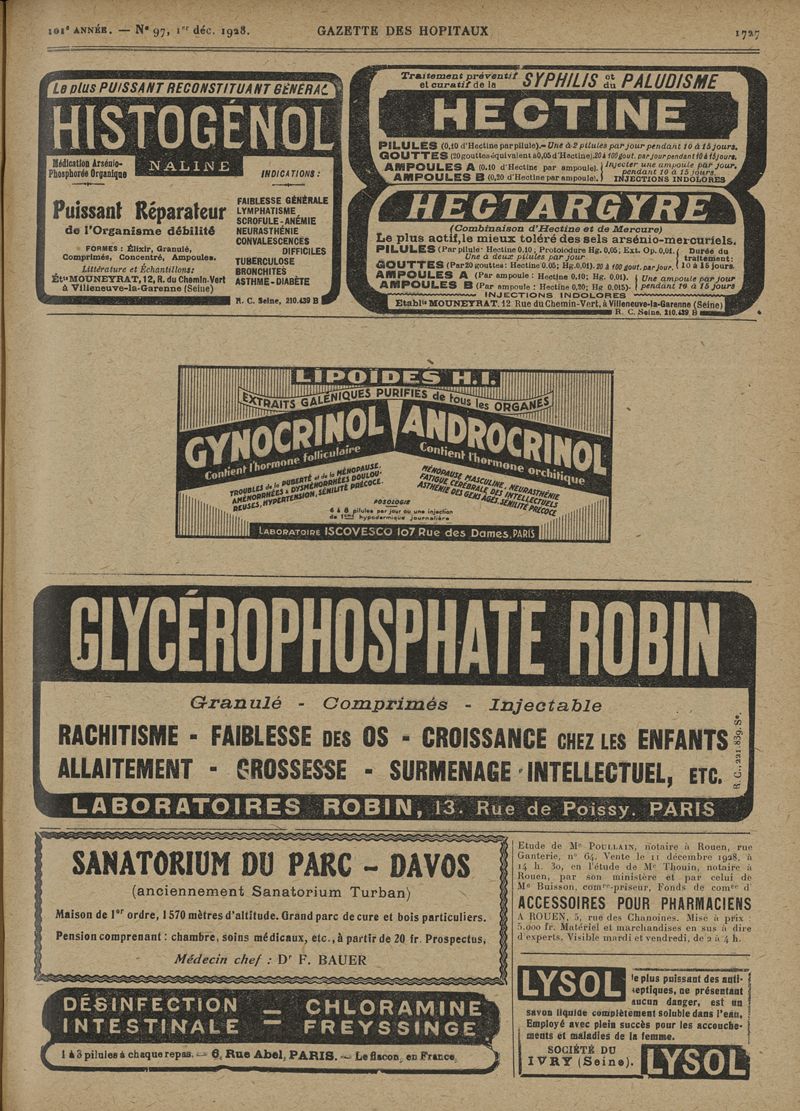 101e ANNÉE. — N° 97, 1er déc. 1928.
GAZETTE DES HOPITAUX
1727
Le plus PUISSANT RECONSTITUANT GÉNÉRAL
HISTOGÉNOL
Médication Arsénio-
Phosphorée Organique
NALINE
INDICATIONS :
Puissant Réparateur
de l'Organisme débilité
FORMES : Élixir, Granulé,
Comprimés, Concentré, Ampoules.
Littérature et Échantillons:
Éts MOUNEYRAT, 12, R. du Chemin-Vert
à Villeneuve-la-Garenne (Seine)
FAIBLESSE GÉNÉRALE
LYMPHATISME
SCROFULE - ANÉMIE
NEURASTHÉNIE
CONVALESCENCES
DIFFICILES
TUBERCULOSE
BRONCHITES
ASTHME - DIABÈTE
R. C. Seine, 210.439 B
Traitement préventif et curatif de la SYPHILIS et du PALUDISME
HECTINE
PILULES (0,10 d'Hectine par pilule).- Une à 2 pilules par jour pendant 10 à 15 jours.
GOUTTES (20 gouttes équivalent à 0,05 d'Hectine). 20 à 100 gout. par jour pendant 10 à 15 jours.
AMPOULES A (0.10 d'Hectine par ampoule).
AMPOULES B (0,20 d'Hectine par ampoule).
Injecter une ampoule par jour.
pendant 10 à 15 jours.
INJECTIONS INDOLORES
HECTARGYRE
(Combinaison d'Hectine et de Mercure)
Le plus actif, le mieux toléré des sels arsénio-mercuriels.
PILULES (Par pilule: Hectine 0.10; Protoiodure Hg. 0,05; Ext. Op. 0,01.
Une à deux pilules par jour
GOUTTES (Par 20 gouttes: Hectine 0.05; Hg. 0,01). 20 à 100 gout. par jour.
Durée du
traitement:
10 à 15 jours.
AMPOULES A (Par ampoule : Hectine 0,10; Hg. 0,01).
AMPOULES B (Par ampoule : Hectine 0,20; Hg 0.015).
Une ampoule par jour
pendant 10 à 15 jours
INJECTIONS INDOLORES
Etablts MOUNEYRAT, 12 Rue du Chemin-Vert, à Villeneuve-la-Garenne (Seine)
R. C. Seine, 210.439 B
LIPOÏDES H.I.
EXTRAITS GALÉNIQUES PURIFIÉS de tous les ORGANES
GYNOCRINOL
Contient l'hormone folliculaire
ANDROCRINOL
Contient l'hormone orchitique
TROUBLES de la PUBERTÉ et de la MÉNOPAUSE,
AMÉNORRHÉES & DYSMÉNORRHÉES DOULOU-
REUSES, HYPERTENSION, SÉNILITÉ PRÉCOCE.
MÉNOPAUSE MASCULINE, NEURASTHÉNIE
FATIGUE CÉRÉBRALE DES INTELLECTUELS
ASTHÉNIE DES GENS AGÉS, SÉNILITÉ PRÉCOCE
POSOLOGIE
6 à 8 pilules par jour ou une injection
hypodermique journalière
LABORATOIRE ISCOVESCO 107 Rue des Dames, PARIS
GLYCÉROPHOSPHATE ROBIN
Granulé - Comprimés - Injectable
RACHITISME - FAIBLESSE DES OS - CROISSANCE CHEZ LES ENFANTS
ALLAITEMENT - GROSSESSE - SURMENAGE INTELLECTUEL, ETC.
R. C., 221.839. Se.
LABORATOIRES ROBIN, 13. Rue de Poissy. PARIS
SANATORIUM DU PARC - DAVOS
(anciennement Sanatorium Turban)
Maison de 1er ordre, 1570 mètres d'altitude. Grand parc de cure et bois particuliers.
Pension comprenant : chambre, soins médicaux, etc., à partir de 20 fr. Prospectus,
Médecin chef : Dr F. BAUER
DÉSINFECTION INTESTINALE = CHLORAMINE FREYSSINGE
1 à 3 pilules à chaque repas. — 6, Rue Abel, PARIS. — Le flacon, en France,
Etude de Me POULLAIN, notaire à Rouen, rue
Ganterie, n° 64. Vente le 11 décembre 1928, à
14 h. 30, en l'étude de Me Thouin, notaire à
Rouen, par son ministère et par celui de
Me Buisson, comre-priseur, Fonds de comce d'
ACCESSOIRES POUR PHARMACIENS
A ROUEN, 5, rue des Chanoines. Mise à prix
5.000 fr. Matériel et marchandises en sus à dire
d'experts. Visible mardi et vendredi, de 2 à 4 h.
LYSOL
le plus puissant des anti-
septiques, ne présentant
aucun danger, est un
savon liquide complètement soluble dans l'eau.
Employé avec plein succès pour les accouche-
ments et maladies de la femme.
SOCIÉTÉ DU
IVRY (Seine).
LYSOL